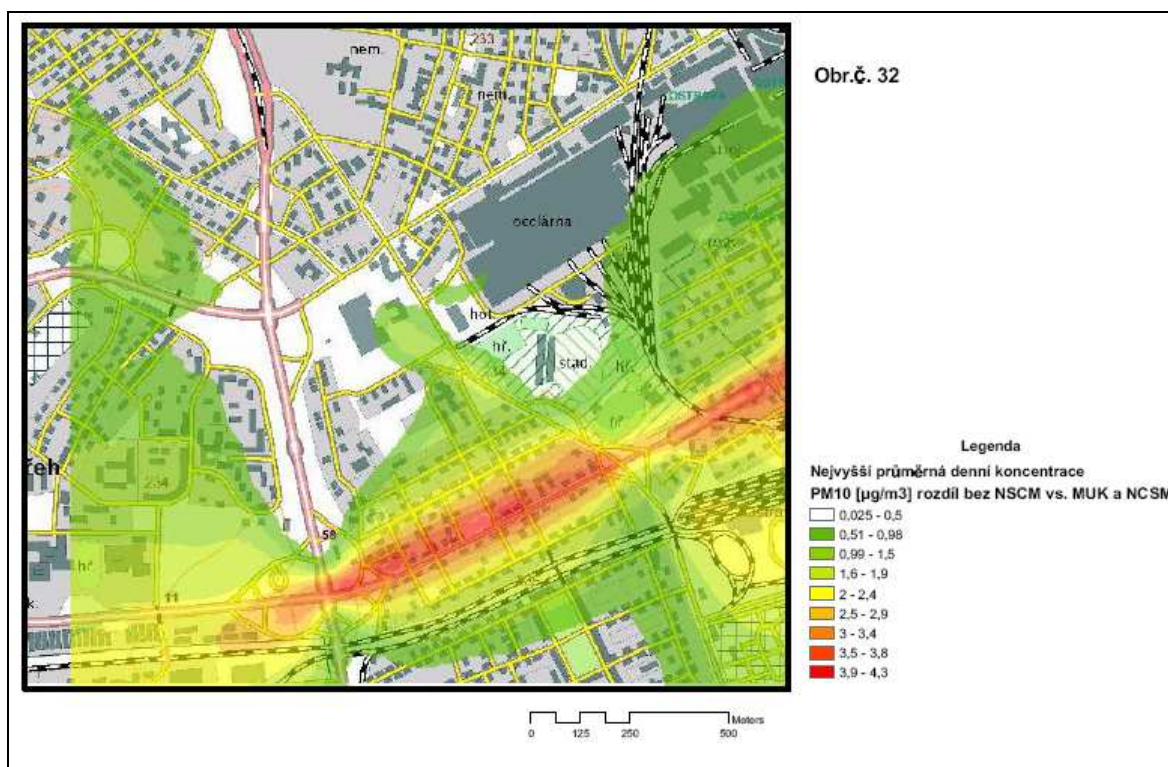 Obr.č. 32
nem.
233
nem.
OSTRAVA
ocelárna
hot.
hř.
stad.
hř.
hř.
234
řeh
58
hř.
11
k.
Legenda
Nejvyšší průměrná denní koncentrace
PM10 [µg/m3] rozdíl bez NSCM vs. MUK a NCSM
0,025 - 0,5
0,51 - 0,98
0,99 - 1,5
1,6 - 1,9
2 - 2,4
2,5 - 2,9
3 - 3,4
3,5 - 3,8
3,9 - 4,3
Meters
0 125 250 500